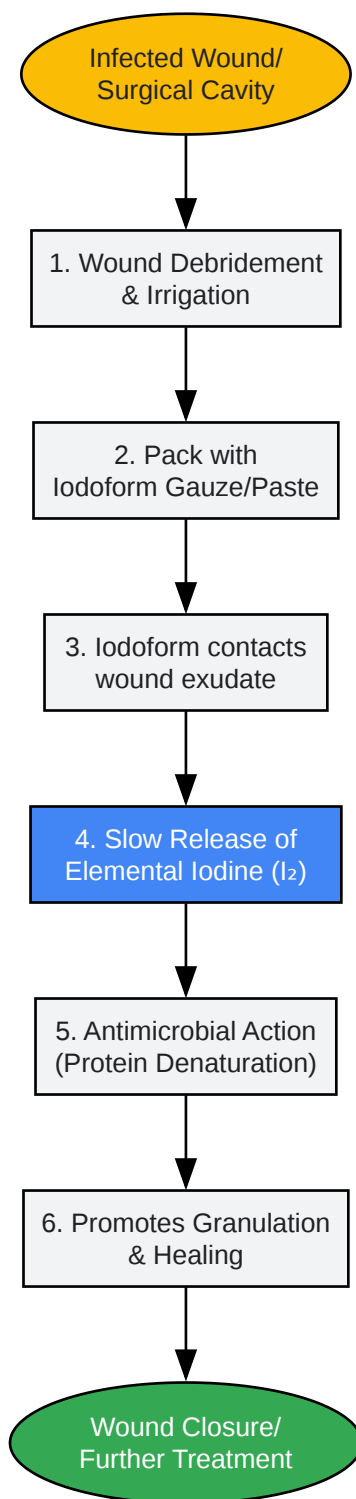 Infected Wound/
Surgical Cavity
1. Wound Debridement
& Irrigation
2. Pack with
Iodoform Gauze/Paste
3. Iodoform contacts
wound exudate
4. Slow Release of
Elemental Iodine (I₂)
5. Antimicrobial Action
(Protein Denaturation)
6. Promotes Granulation
& Healing
Wound Closure/
Further Treatment